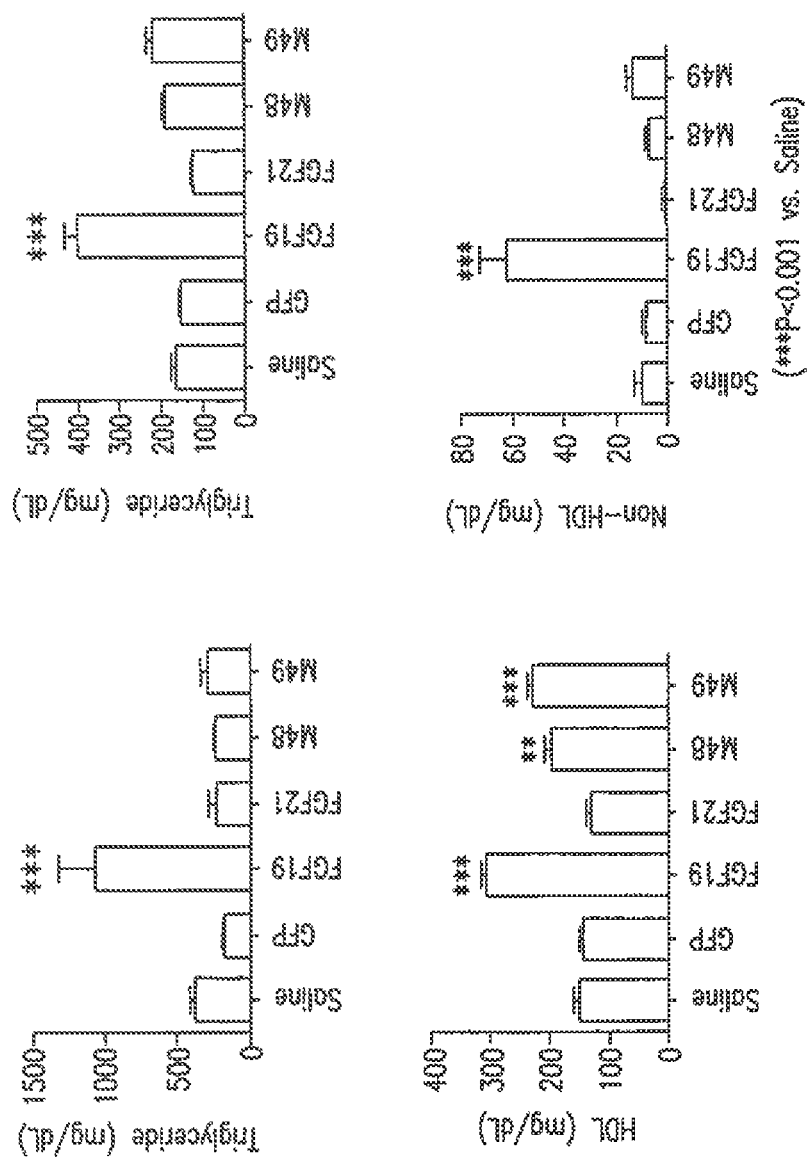 Triglyceride (mg/dL)
1500
1000
500
0
***
Saline
GFP
FGF19
FGF21
M48
M49
Triglyceride (mg/dL)
500
400
300
200
100
0
***
Saline
GFP
FGF19
FGF21
M48
M49
HDL (mg/dL)
400
300
200
100
0
***
**
***
Saline
GFP
FGF19
FGF21
M48
M49
Non-HDL (mg/dL)
80
60
40
20
0
***
Saline
GFP
FGF19
FGF21
M48
M49
(***P<0.001 vs. Saline)